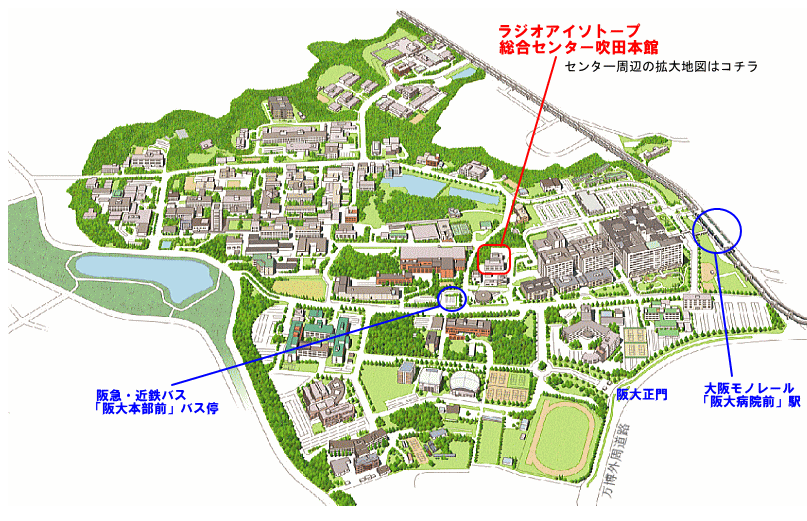 ラジオアイソトープ
総合センター吹田本館
センター周辺の拡大地図はコチラ
阪急・近鉄バス
「阪大本部前」バス停
阪大正門
大阪モノレール
「阪大病院前」駅
万博外周道路